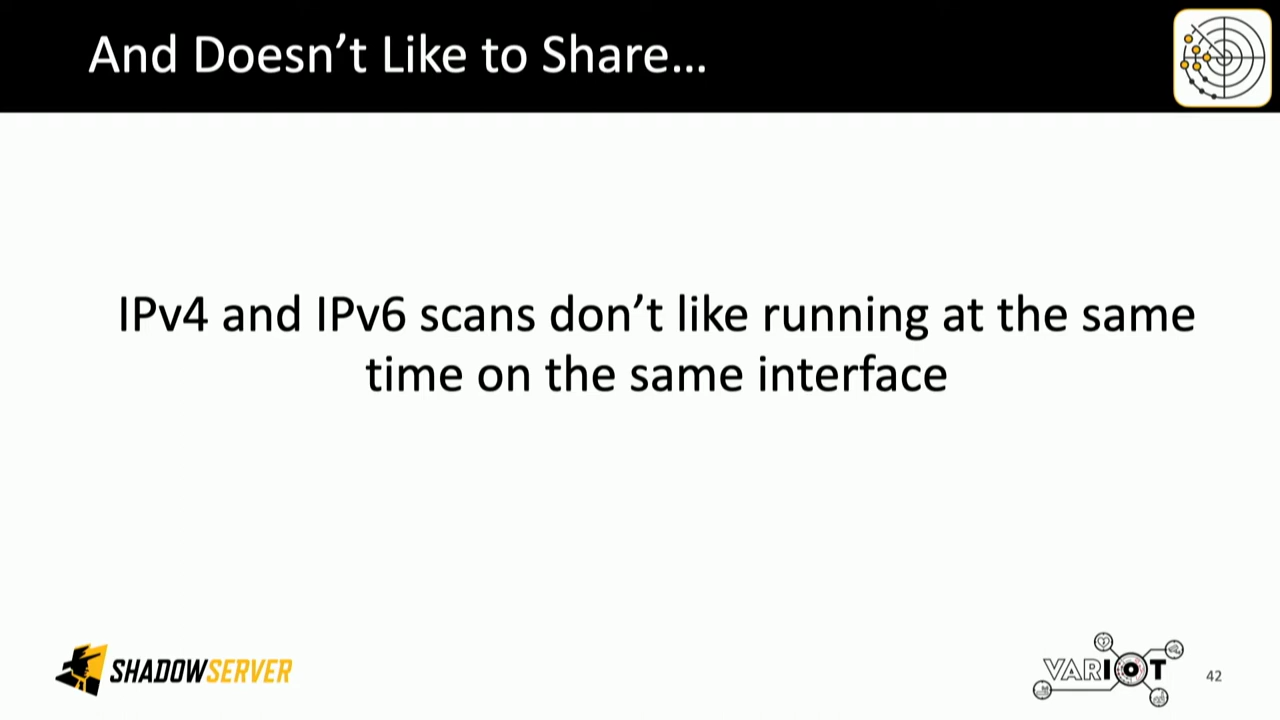 And Doesn’t Like to Share…
IPv4 and IPv6 scans don’t like running at the same
time on the same interface
SHADOWSERVER
VARIOT
42